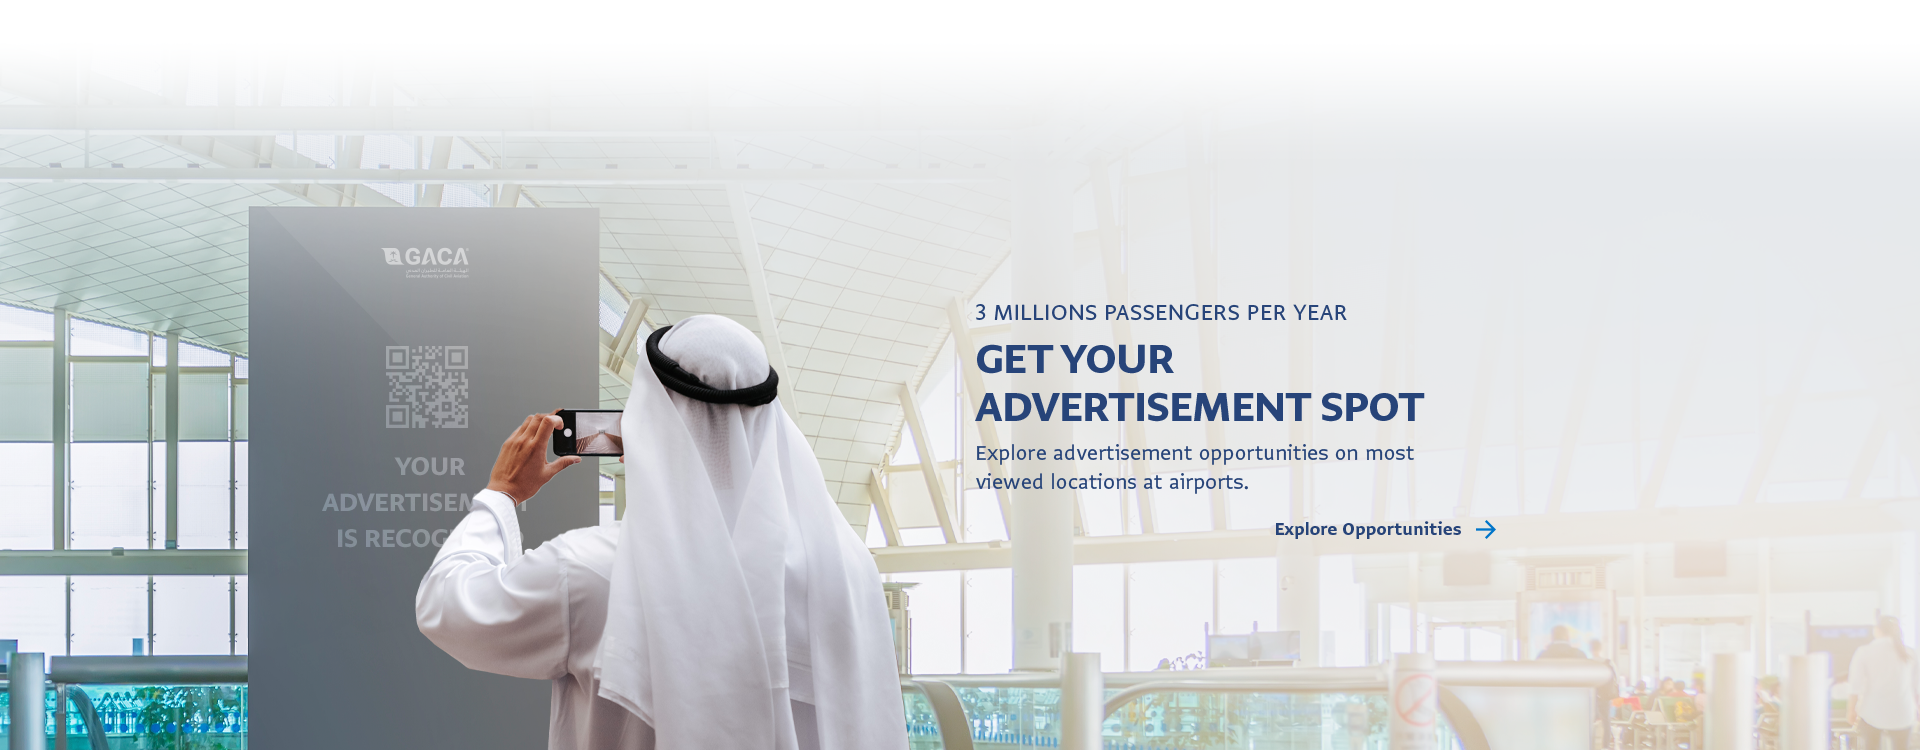 GACA
YOUR
ADVERTISEM
IS RECOG
3 MILLIONS PASSENGERS PER YEAR
GET YOUR
ADVERTISEMENT SPOT
Explore advertisement opportunities on most
viewed locations at airports.
Explore Opportunities